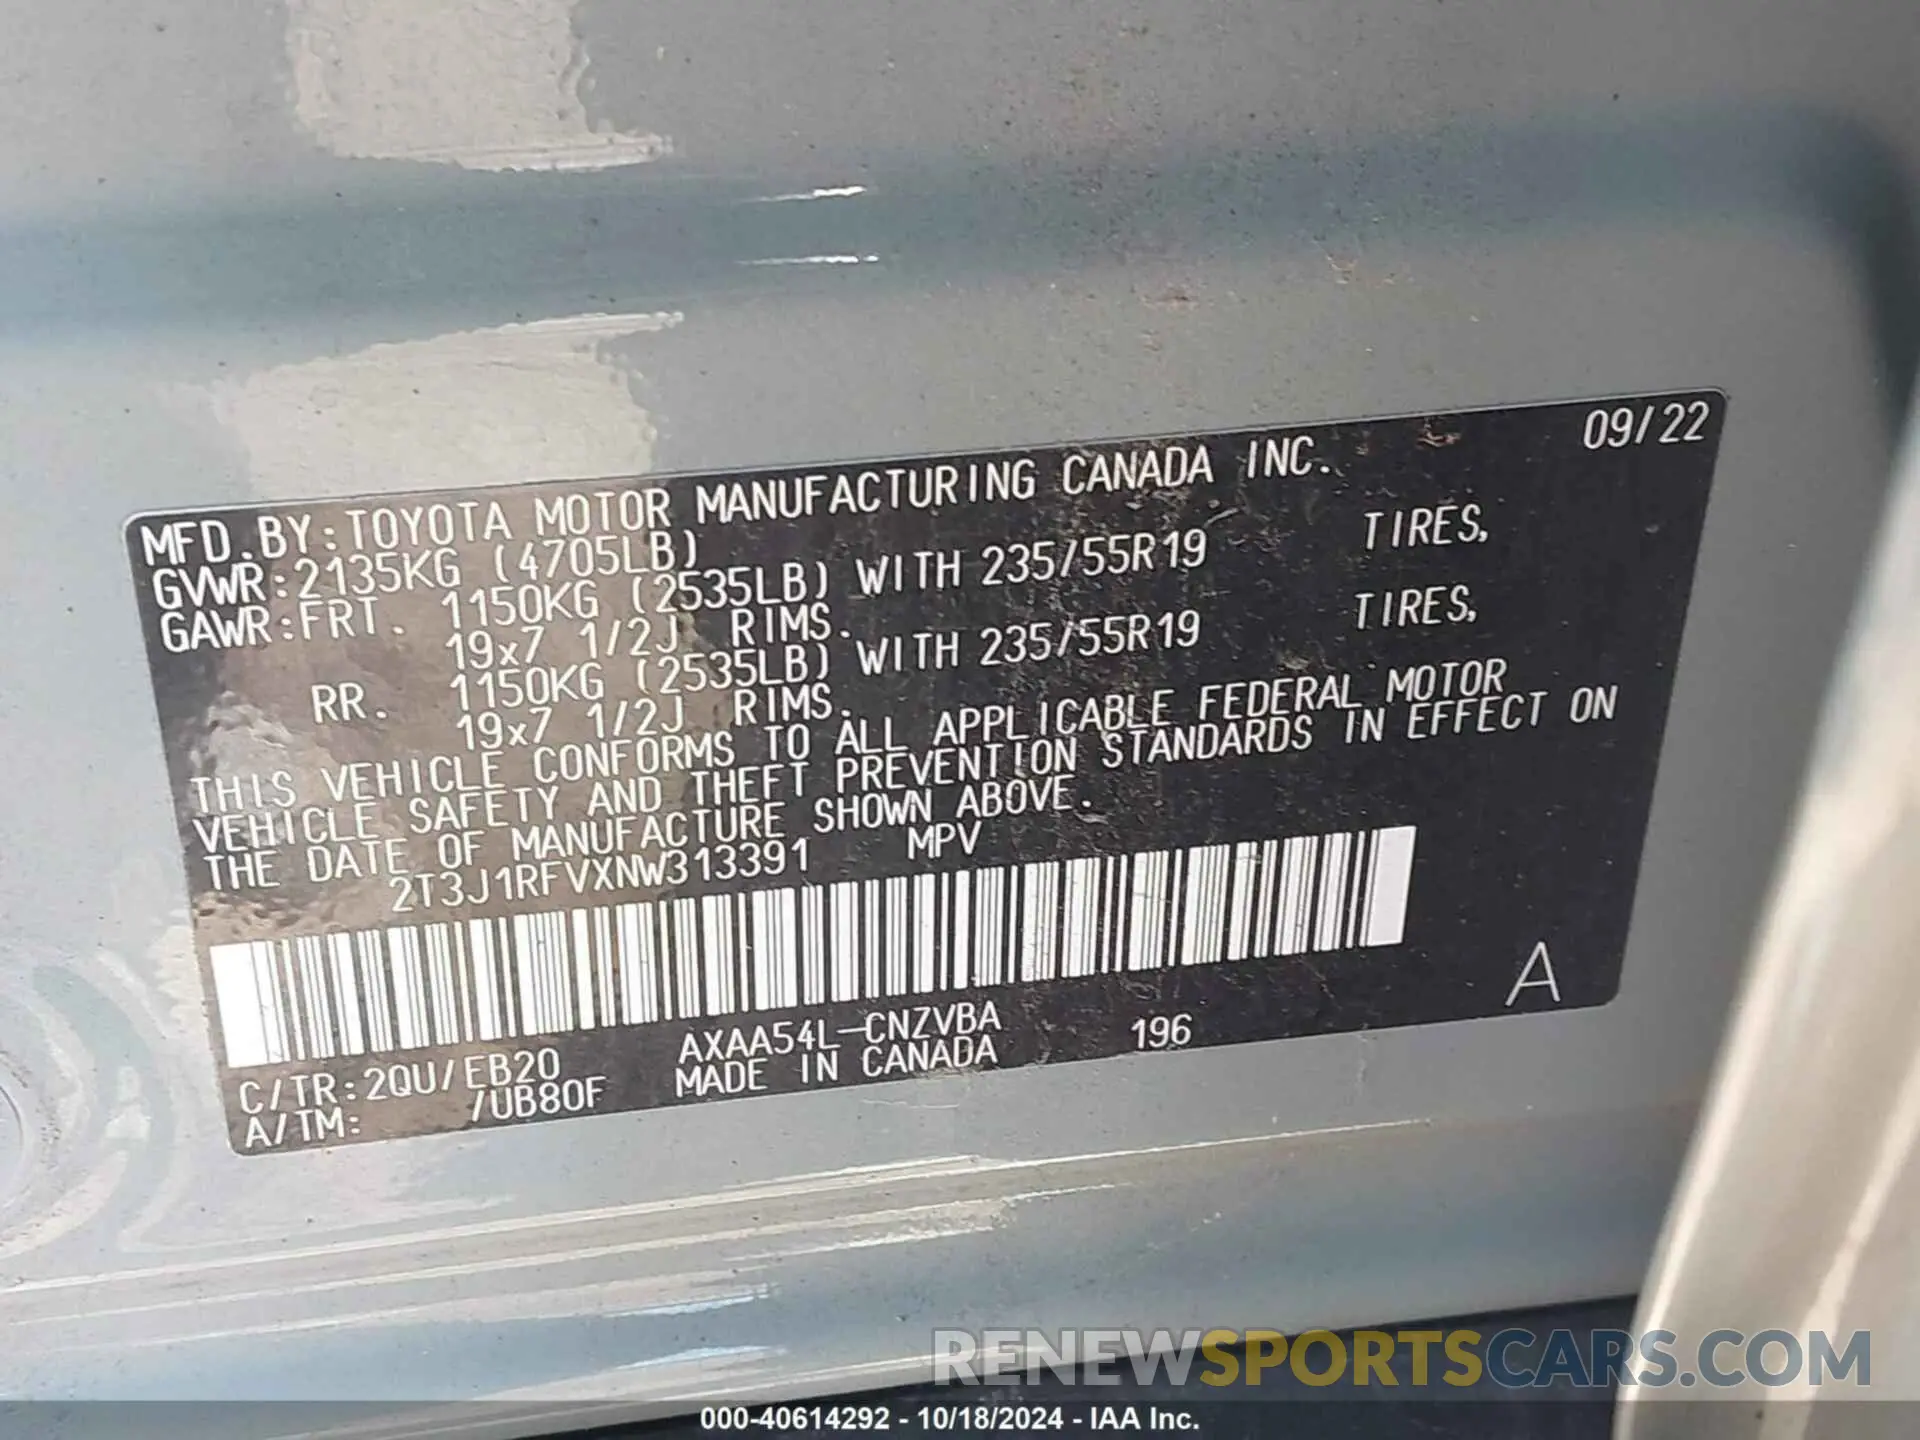 09/22
MFD.BY:TOYOTA MOTOR MANUFACTURING CANADA INC.
GVWR:2135KG (4705LB)
GAWR:FRT. 1150KG (2535LB) WITH 235/55R19 TIRES,
19x7 1/2J RIMS.
RR. 1150KG (2535LB) WITH 235/55R19 TIRES,
19x7 1/2J RIMS.
THIS VEHICLE CONFORMS TO ALL APPLICABLE FEDERAL MOTOR
VEHICLE SAFETY AND THEFT PREVENTION STANDARDS IN EFFECT ON
THE DATE OF MANUFACTURE SHOWN ABOVE.
2T3J1RFVXNW313391 MPV
A
C/TR:2QU/EB20 AXAA54L-CNZVBA 196
A/TM: /UB80F MADE IN CANADA
RENEWSPORTSCARS.COM
000-40614292 - 10/18/2024 - IAA Inc.